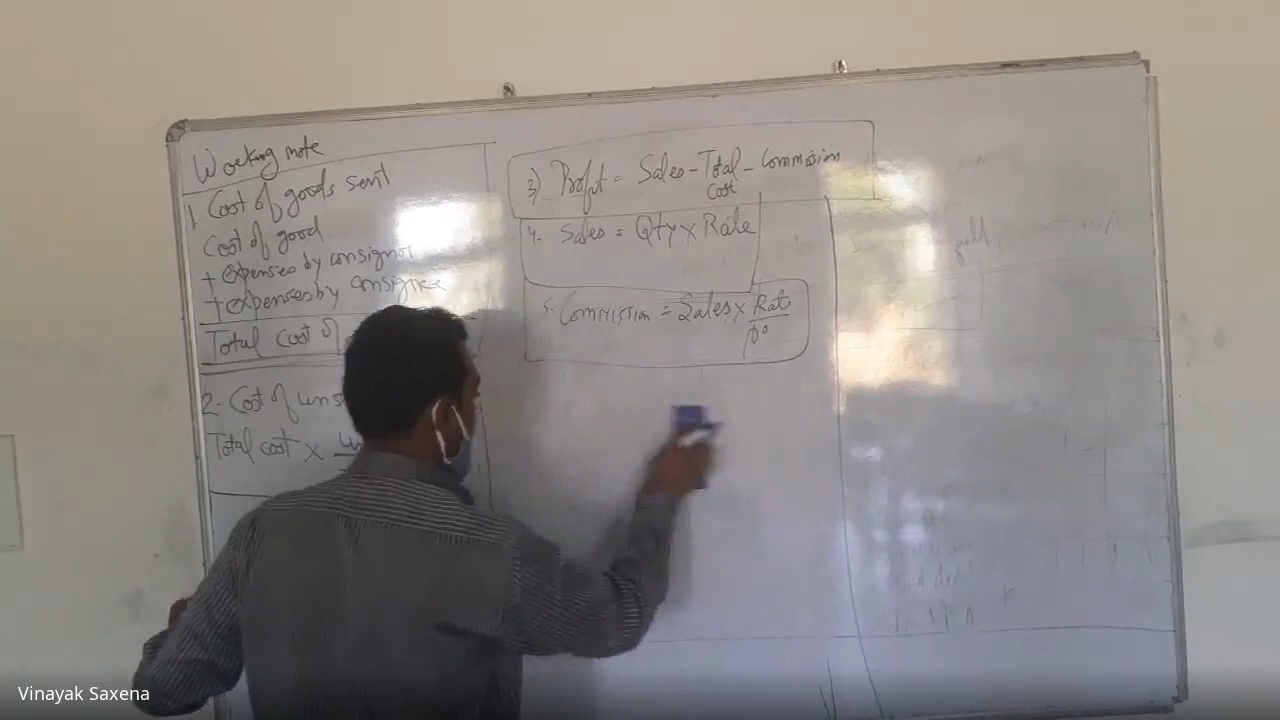 Working note
1 Cost of goods sent
Cost of good
+ expenses by consignor
+ expenses by consignee
Total cost of
2. Cost of uns
Total cost ×
3) Profit = Sales - Total - Commission
Cost
4. Sales = Qty × Rate
5. Commission = Sales × Rate
100
Vinayak Saxena